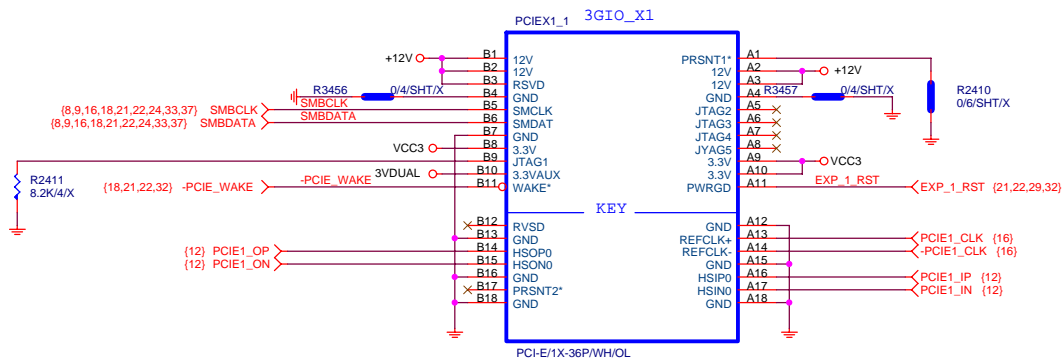 PCIEX1_1 3GIO_X1
+12V B1 12V PRSNT1* A1
B2 12V 12V A2 +12V
B3 RSVD 12V A3
R3456 0/4/SHT/X B4 GND GND A4 R3457 0/4/SHT/X R2410
0/6/SHT/X
{8,9,16,18,21,22,24,33,37} SMBCLK SMBCLK B5 SMCLK JTAG2 A5
{8,9,16,18,21,22,24,33,37} SMBDATA SMBDATA B6 SMDAT JTAG3 A6
B7 GND JTAG4 A7
VCC3 B8 3.3V JYAG5 A8
B9 JTAG1 3.3V A9 VCC3
3VDUAL B10 3.3VAUX 3.3V A10
R2411
8.2K/4/X
{18,21,22,32} -PCIE_WAKE -PCIE_WAKE B11 WAKE* PWRGD A11 EXP_1_RST EXP_1_RST {21,22,29,32}
KEY
B12 RVSD GND A12
B13 GND REFCLK+ A13 PCIE1_CLK {16}
{12} PCIE1_OP B14 HSOP0 REFCLK- A14 -PCIE1_CLK {16}
{12} PCIE1_ON B15 HSON0 GND A15
B16 GND HSIP0 A16 PCIE1_IP {12}
B17 PRSNT2* HSIN0 A17 PCIE1_IN {12}
B18 GND GND A18
PCI-E/1X-36P/WH/OL